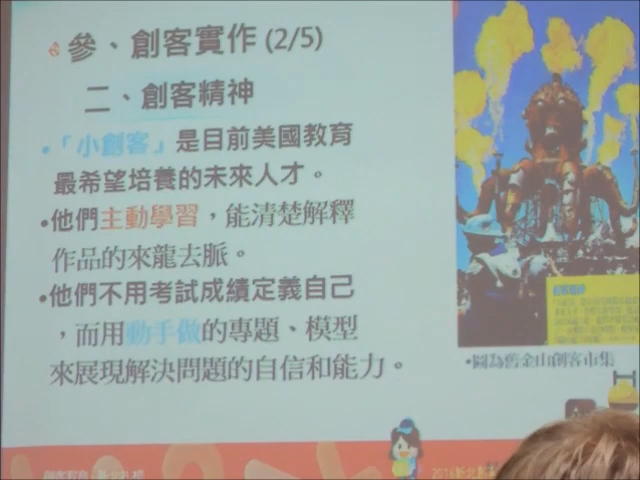 參、創客實作 (2/5)
二、創客精神
•「小創客」是目前美國教育
最希望培養的未來人才。
•他們主動學習，能清楚解釋
作品的來龍去脈。
•他們不用考試成績定義自己
，而用動手做的專題、模型
來展現解決問題的自信和能力。
•圖為舊金山創客市集